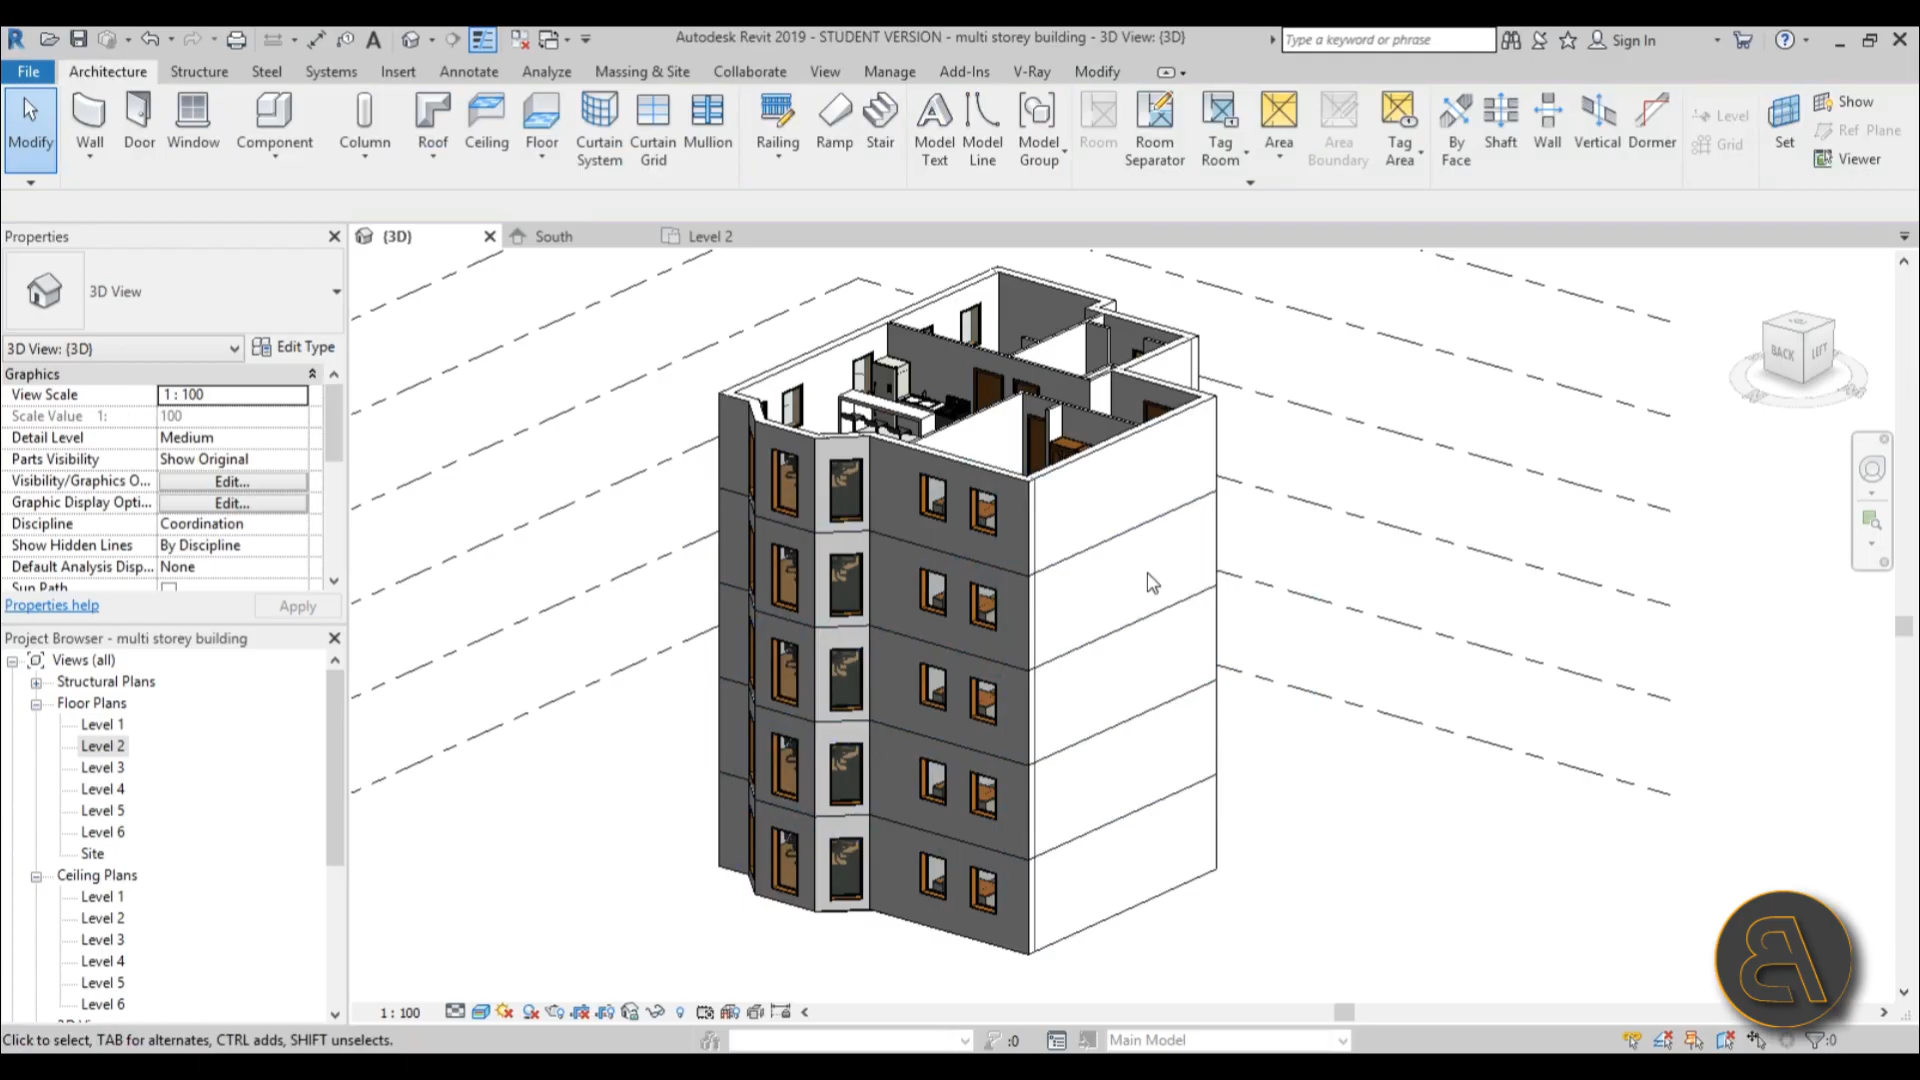 Autodesk Revit 2019 - STUDENT VERSION - multi storey building - 3D View: {3D}
Type a keyword or phrase
Sign In
File Architecture Structure Steel Systems Insert Annotate Analyze Massing & Site Collaborate View Manage Add-Ins V-Ray Modify
Modify Wall Door Window Component Column Roof Ceiling Floor Curtain System Curtain Grid Mullion Railing Ramp Stair Model Text Model Line Model Group Room Room Separator Tag Room Area Area Boundary Tag Area By Face Shaft Wall Vertical Dormer Level Grid Set Show Ref Plane Viewer
Properties
{3D} South Level 2
3D View
3D View: {3D} Edit Type
Graphics
View Scale 1 : 100
Scale Value 1: 100
Detail Level Medium
Parts Visibility Show Original
Visibility/Graphics O... Edit...
Graphic Display Opti... Edit...
Discipline Coordination
Show Hidden Lines By Discipline
Default Analysis Disp... None
Sun Path
Properties help Apply
Project Browser - multi storey building
Views (all)
Structural Plans
Floor Plans
Level 1
Level 2
Level 3
Level 4
Level 5
Level 6
Site
Ceiling Plans
Level 1
Level 2
Level 3
Level 4
Level 5
Level 6
BACK LEFT
1 : 100
Click to select, TAB for alternates, CTRL adds, SHIFT unselects.
:0
Main Model
:0